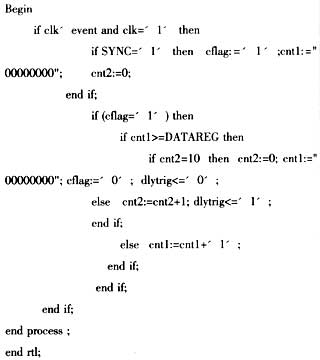 Begin
if clk´ event and clk=´ 1´ then
if SYNC=´ 1´ then cflag:=´ 1´ ;cnt1:="
00000000"; cnt2:=0;
end if;
if (cflag=´ 1´ ) then
if cnt1>=DATAREG then
if cnt2=10 then cnt2:=0; cnt1:="
00000000"; cflag:=´ 0´ ; dlytrig<=´ 0´ ;
else cnt2:=cnt2+1; dlytrig<=´ 1´ ;
end if;
else cnt1:=cnt1+´ 1´ ;
end if;
end if;
end if;
end process ;
end rtl;